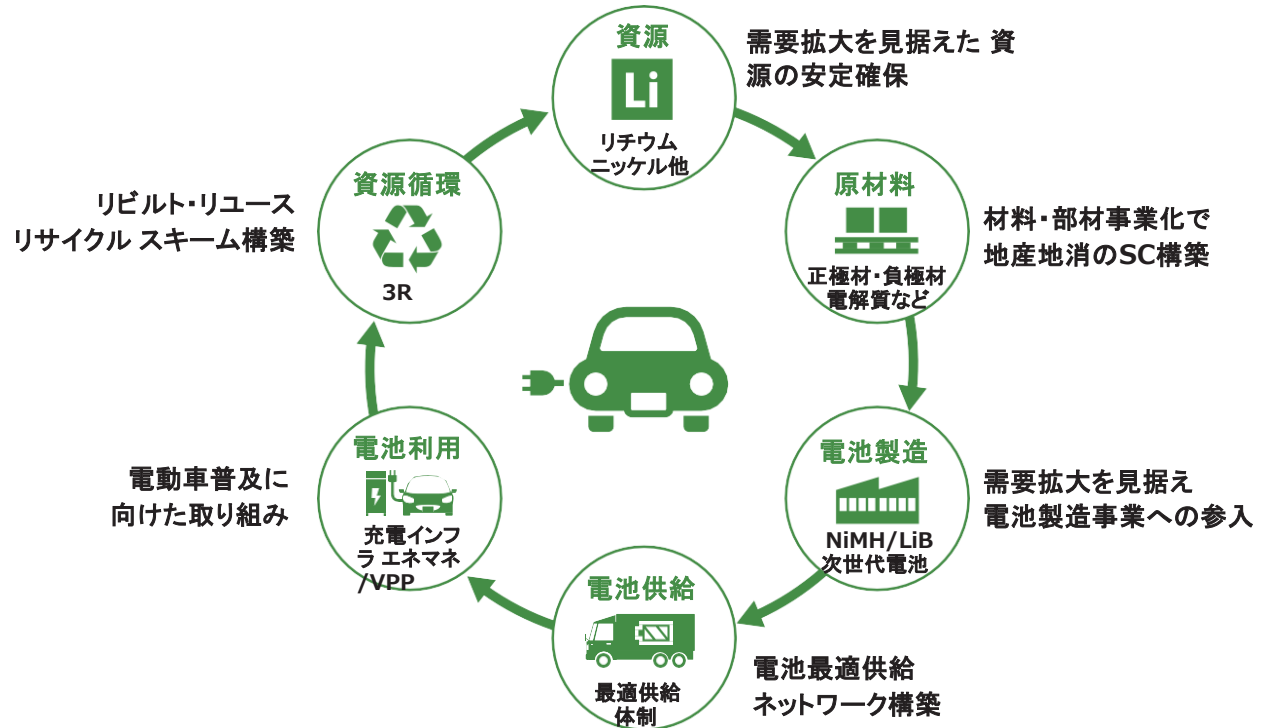 資源
Li
リチウム
ニッケル他
需要拡大を見据えた 資
源の安定確保
原材料
正極材・負極材
電解質など
材料・部材事業化で
地産地消のSC構築
電池製造
NiMH/LiB
次世代電池
需要拡大を見据え
電池製造事業への参入
電池供給
最適供給
体制
電池最適供給
ネットワーク構築
電池利用
充電インフ
ラ エネマネ
/VPP
電動車普及に
向けた取り組み
資源循環
3R
リビルト・リユース
リサイクル スキーム構築